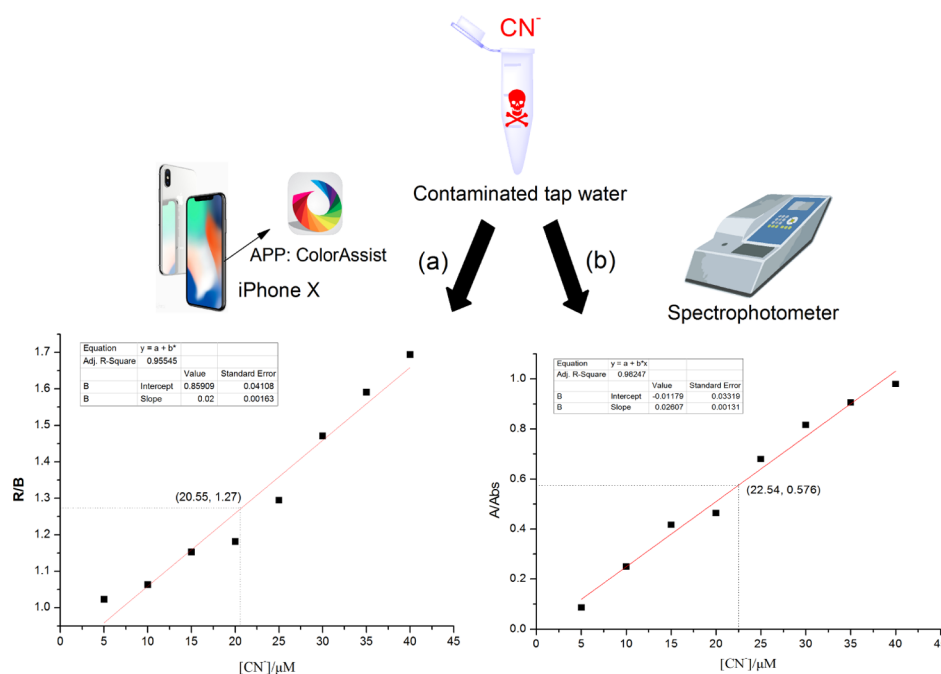 CN⁻
Contaminated tap water
APP: ColorAssist
iPhone X
(a)
(b)
Spectrophotometer
Equation y = a + b*
Adj. R-Square 0.95545
Value Standard Error
B Intercept 0.85909 0.04108
B Slope 0.02 0.00163
1.7
1.6
1.5
1.4
1.3
1.2
1.1
1.0
R/B
(20.55, 1.27)
0 5 10 15 20 25 30 35 40 45
[CN⁻]/μM
Equation y = a + b*x
Adj. R-Square 0.98247
Value Standard Error
B Intercept -0.01179 0.03319
B Slope 0.02607 0.00131
1.0
0.8
0.6
0.4
0.2
0.0
A/Abs
(22.54, 0.576)
0 5 10 15 20 25 30 35 40 45
[CN⁻]/μM